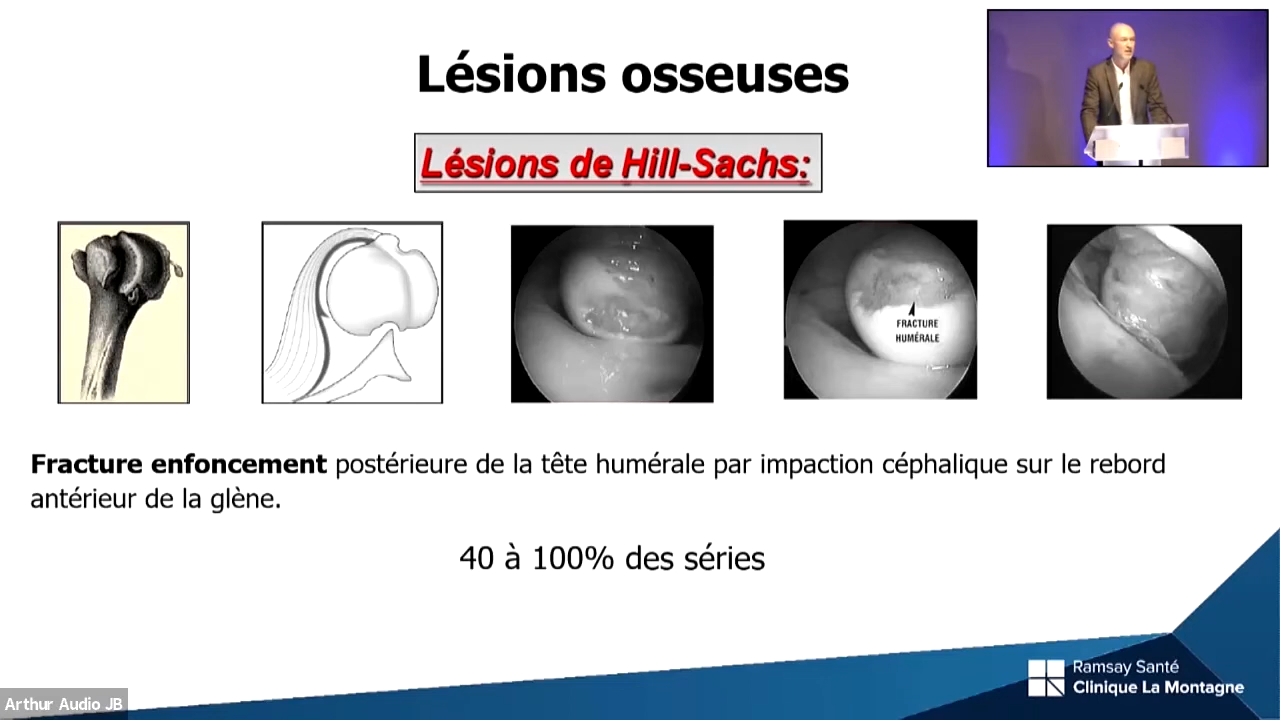 Lésions osseuses
Lésions de Hill-Sachs:
FRACTURE
HUMÉRALE
Fracture enfoncement postérieure de la tête humérale par impaction céphalique sur le rebord
antérieur de la glène.
40 à 100% des séries
Ramsay Santé
Clinique La Montagne
Arthur Audio JB